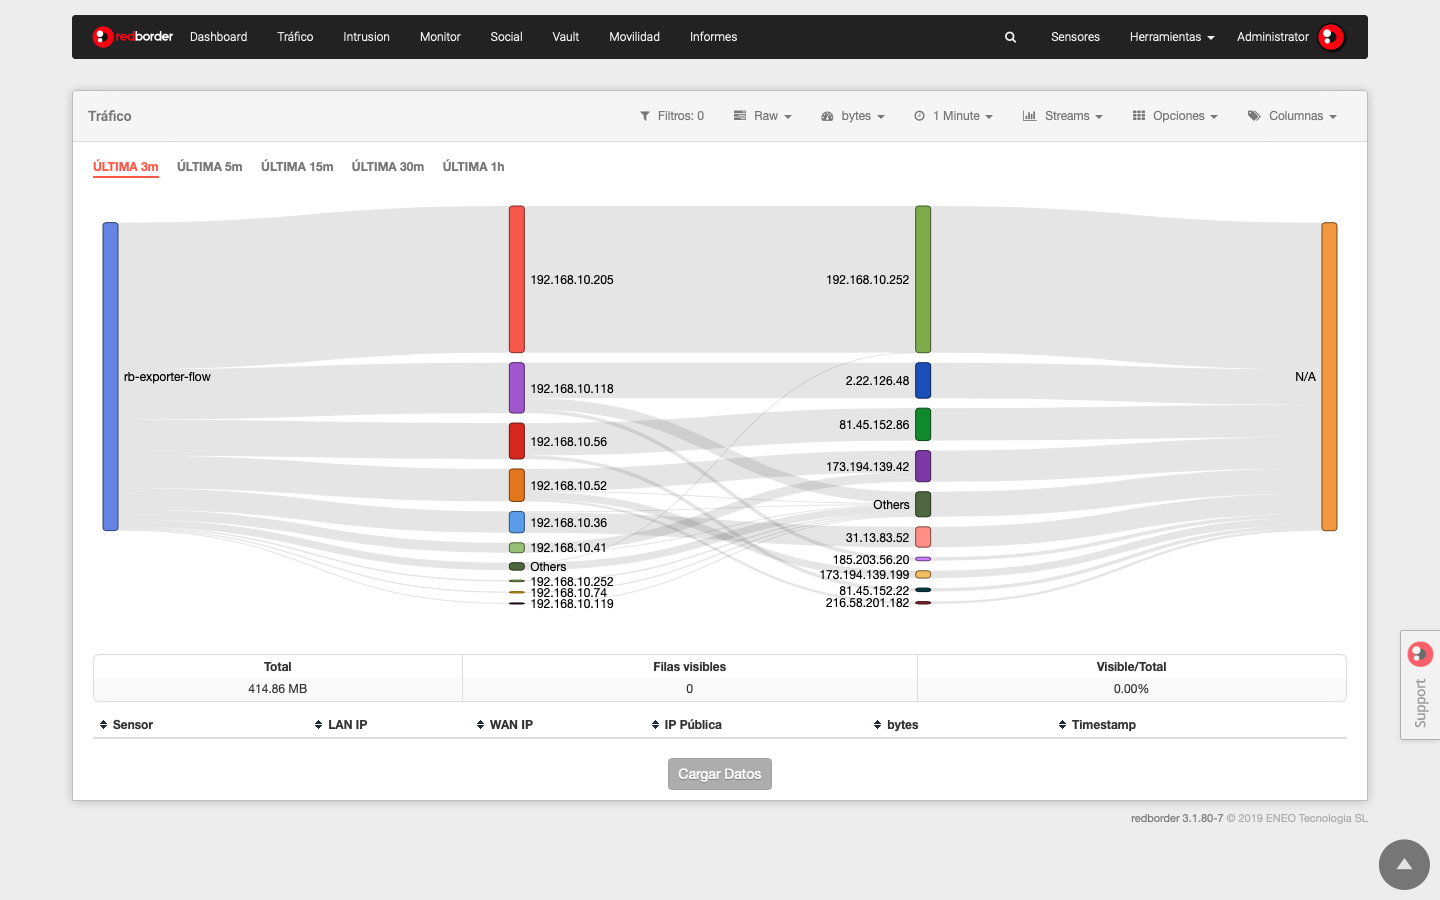 redborder Dashboard Tráfico Intrusion Monitor Social Vault Movilidad Informes Sensores Herramientas Administrator
Tráfico Filtros: 0 Raw bytes 1 Minute Streams Opciones Columnas
ÚLTIMA 3m ÚLTIMA 5m ÚLTIMA 15m ÚLTIMA 30m ÚLTIMA 1h
192.168.10.205 192.168.10.252
rb-exporter-flow N/A
192.168.10.118 2.22.126.48
192.168.10.56 81.45.152.86
192.168.10.52 173.194.139.42
192.168.10.36 Others
192.168.10.41 31.13.83.52
Others 185.203.56.20
192.168.10.252 173.194.139.199
192.168.10.74 81.45.152.22
192.168.10.119 216.58.201.182
Total Filas visibles Visible/Total
414.86 MB 0 0.00%
Sensor LAN IP WAN IP IP Pública bytes Timestamp
Cargar Datos
redborder 3.1.80-7 © 2019 ENEO Tecnología SL
Support